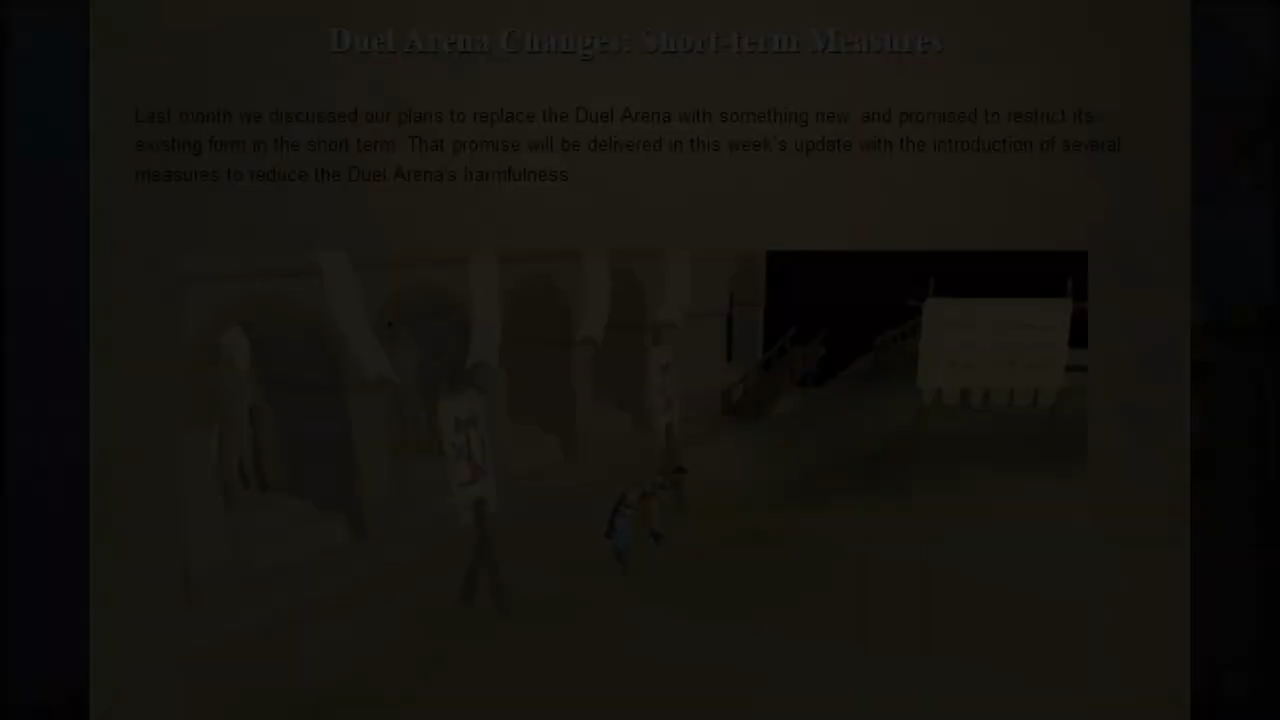 Duel Arena Changes: Short-term Measures
Last month we discussed our plans to replace the Duel Arena with something new, and promised to restrict its
existing form in the short term. That promise will be delivered in this week's update with the introduction of several
measures to reduce the Duel Arena's harmfulness.